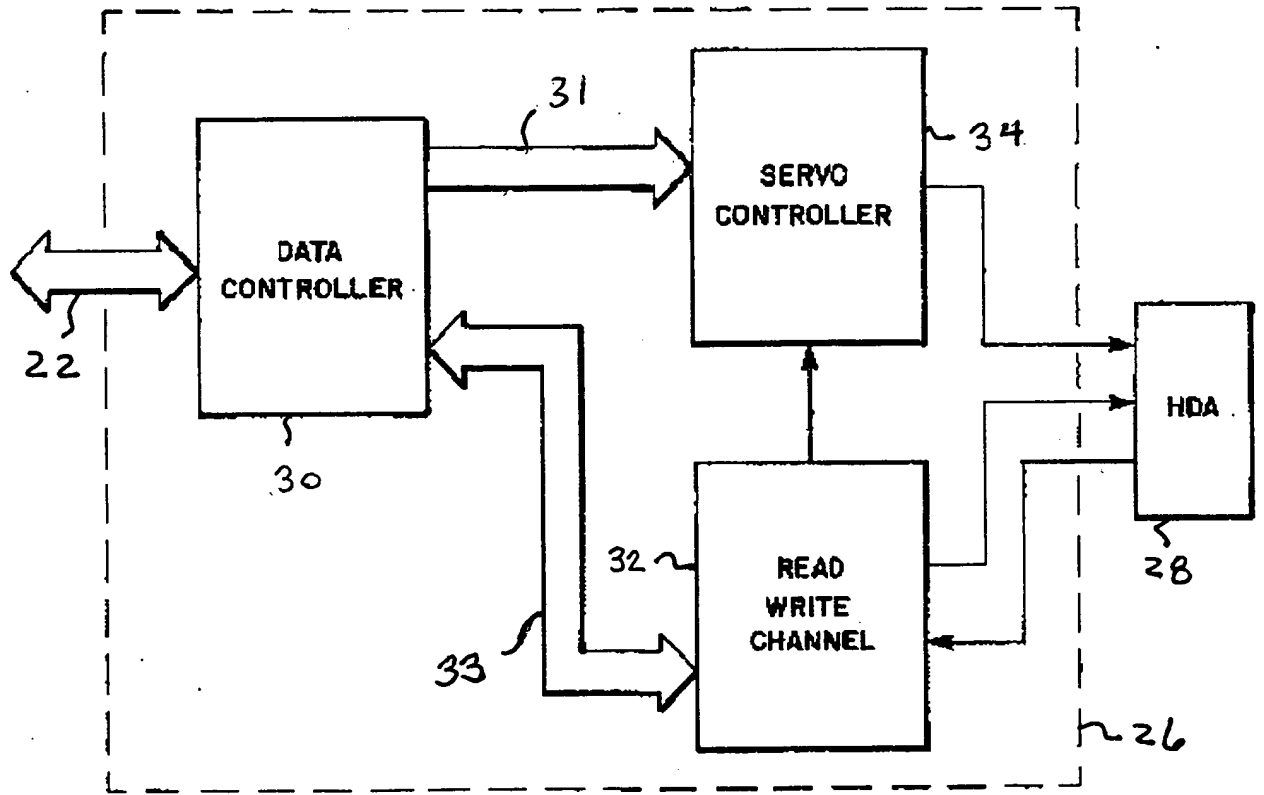 31
34
SERVO
CONTROLLER
DATA
CONTROLLER
22
HDA
30
32
READ
WRITE
CHANNEL
28
33
26